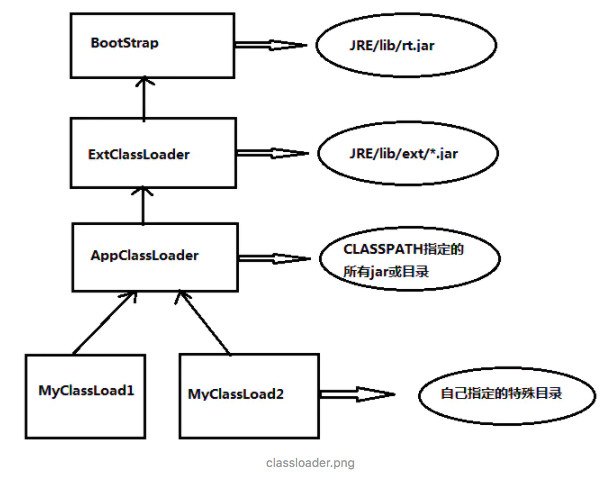 BootStrap
JRE/lib/rt.jar
ExtClassLoader
JRE/lib/ext/*.jar
AppClassLoader
CLASSPATH指定的
所有jar或目录
MyClassLoad1
MyClassLoad2
自己指定的特殊目录
classloader.png